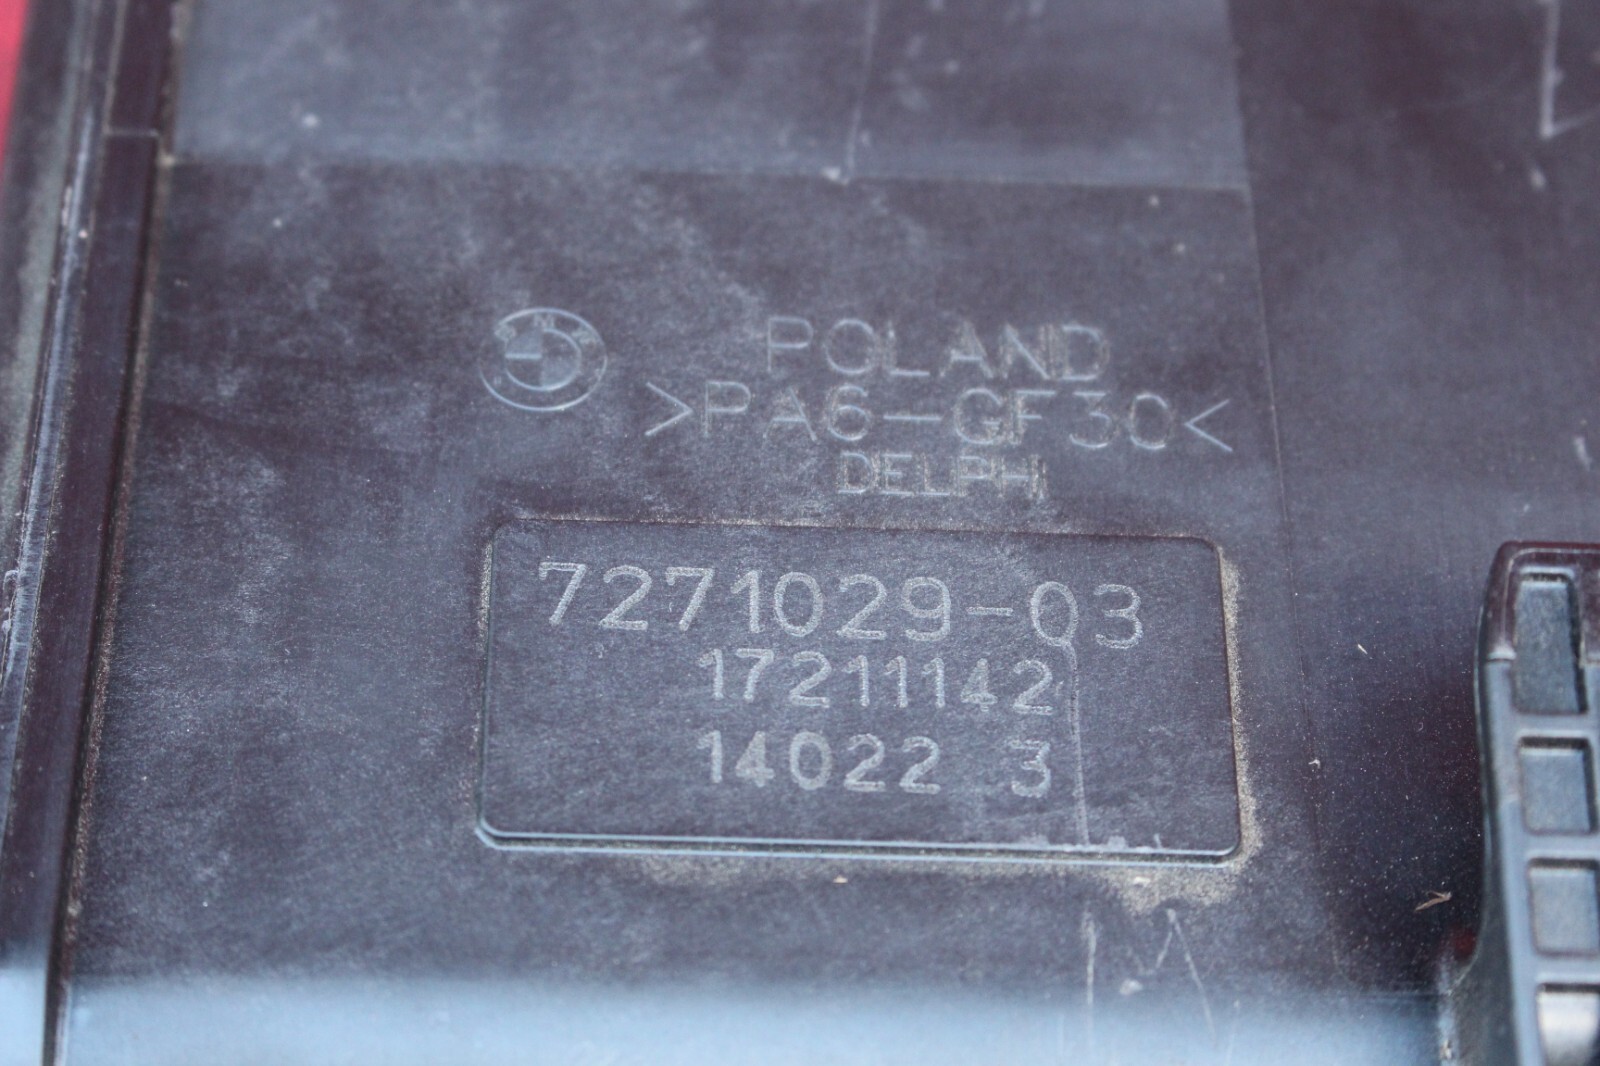 POLAND
>PA6-GF30<
DELPHI
7271029-03
17211142
14022 3